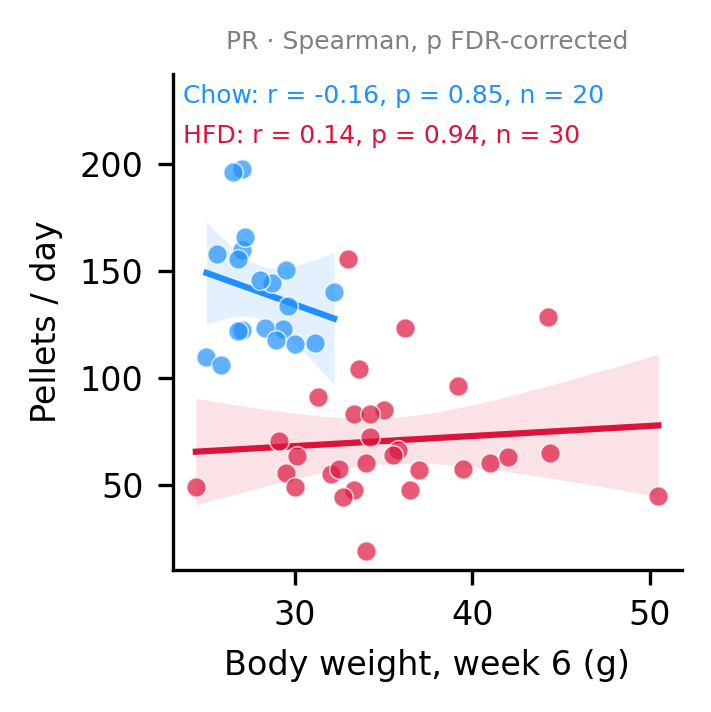 PR · Spearman, p FDR-corrected
Chow: r = -0.16, p = 0.85, n = 20
HFD: r = 0.14, p = 0.94, n = 30
200
150
100
50
Pellets / day
30 40 50
Body weight, week 6 (g)